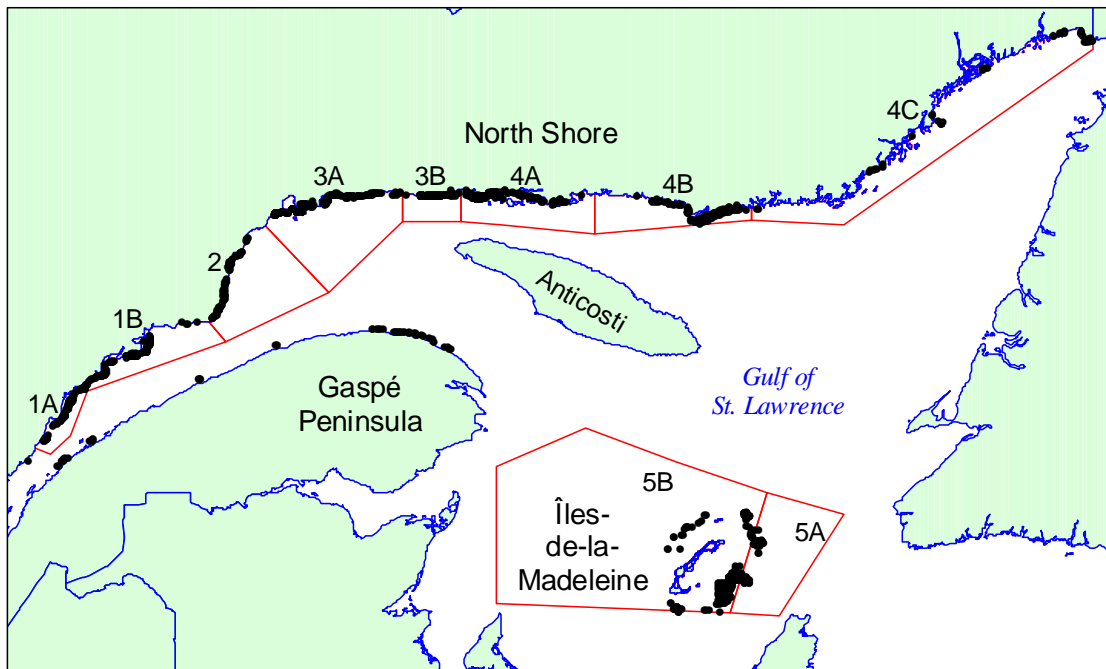 North Shore
4C
3A
3B
4A
4B
2
Anticosti
1B
Gulf of
St. Lawrence
1A
Gaspé
Peninsula
5B
5A
Îles-
de-la-
Madeleine